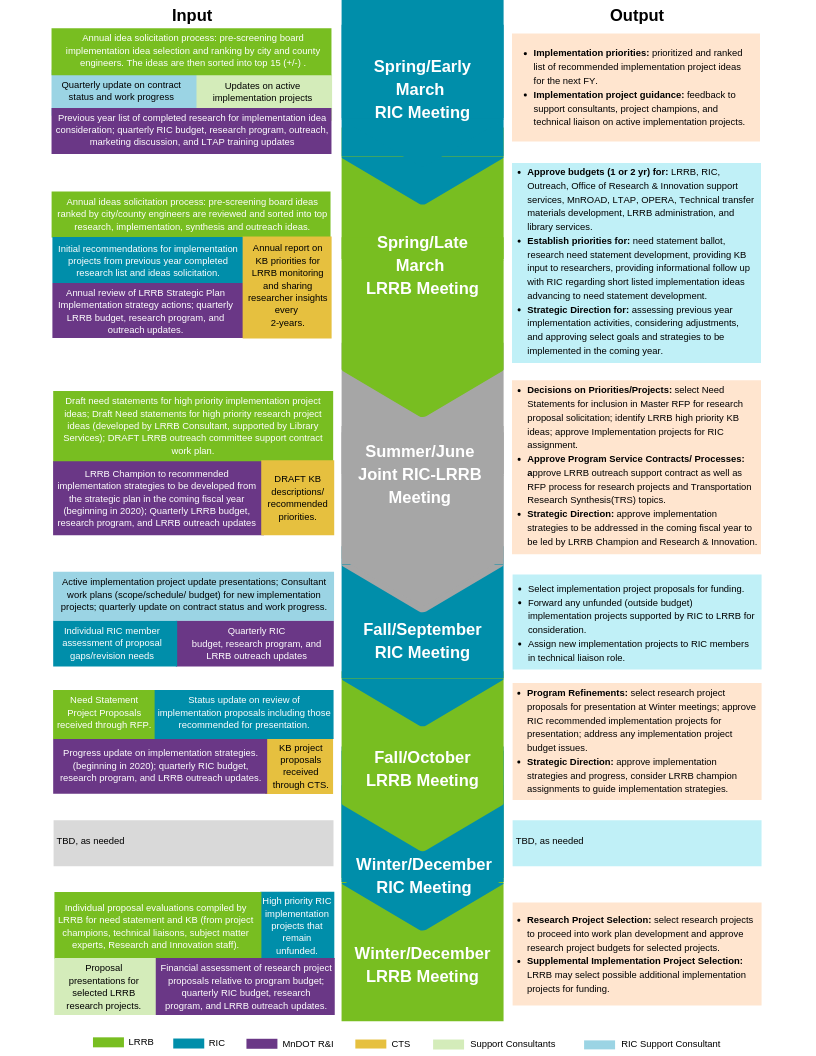 Input
Output
Annual idea solicitation process: pre-screening board
implementation idea selection and ranking by city and county
engineers. The ideas are then sorted into top 15 (+/-) .
Quarterly update on contract
status and work progress
Updates on active
implementation projects
Previous year list of completed research for implementation idea
consideration; quarterly RIC budget, research program, outreach,
marketing discussion, and LTAP training updates
Spring/Early
March
RIC Meeting
• Implementation priorities: prioritized and ranked
list of recommended implementation project ideas
for the next FY.
• Implementation project guidance: feedback to
support consultants, project champions, and
technical liaison on active implementation projects.
Annual ideas solicitation process: pre-screening board ideas
ranked by city/county engineers are reviewed and sorted into top
research, implementation, synthesis and outreach ideas.
Initial recommendations for implementation
projects from previous year completed
research list and ideas solicitation.
Annual review of LRRB Strategic Plan
Implementation strategy actions; quarterly
LRRB budget, research program, and
outreach updates.
Annual report on
KB priorities for
LRRB monitoring
and sharing
researcher insights
every
2-years.
Spring/Late
March
LRRB Meeting
• Approve budgets (1 or 2 yr) for: LRRB, RIC,
Outreach, Office of Research & Innovation support
services, MnROAD, LTAP, OPERA, Technical transfer
materials development, LRRB administration, and
library services.
• Establish priorities for: need statement ballot,
research need statement development, providing KB
input to researchers, providing informational follow up
with RIC regarding short listed implementation ideas
advancing to need statement development.
• Strategic Direction for: assessing previous year
implementation activities, considering adjustments,
and approving select goals and strategies to be
implemented in the coming year.
Draft need statements for high priority implementation project
ideas; Draft Need statements for high priority research project
ideas (developed by LRRB Consultant, supported by Library
Services); DRAFT LRRB outreach committee support contract
work plan.
LRRB Champion to recommended
implementation strategies to be developed from
the strategic plan in the coming fiscal year
(beginning in 2020); Quarterly LRRB budget,
research program, and LRRB outreach updates
DRAFT KB
descriptions/
recommended
priorities.
Summer/June
Joint RIC-LRRB
Meeting
• Decisions on Priorities/Projects: select Need
Statements for inclusion in Master RFP for research
proposal solicitation; identify LRRB high priority KB
ideas; approve Implementation projects for RIC
assignment.
• Approve Program Service Contracts/ Processes:
approve LRRB outreach support contract as well as
RFP process for research projects and Transportation
Research Synthesis(TRS) topics.
• Strategic Direction: approve implementation
strategies to be addressed in the coming fiscal year to
be led by LRRB Champion and Research & Innovation.
Active implementation project update presentations; Consultant
work plans (scope/schedule/ budget) for new implementation
projects; quarterly update on contract status and work progress.
Individual RIC member
assessment of proposal
gaps/revision needs
Quarterly RIC
budget, research program, and
LRRB outreach updates
Fall/September
RIC Meeting
• Select implementation project proposals for funding.
• Forward any unfunded (outside budget)
implementation projects supported by RIC to LRRB for
consideration.
• Assign new implementation projects to RIC members
in technical liaison role.
Need Statement
Project Proposals
received through RFP.
Status update on review of
implementation proposals including those
recommended for presentation.
Progress update on implementation strategies.
(beginning in 2020); quarterly RIC budget,
research program, and LRRB outreach updates.
KB project
proposals
received
through CTS.
Fall/October
LRRB Meeting
• Program Refinements: select research project
proposals for presentation at Winter meetings; approve
RIC recommended implementation projects for
presentation; address any implementation project
budget issues.
• Strategic Direction: approve implementation
strategies and progress, consider LRRB champion
assignments to guide implementation strategies.
TBD, as needed
Winter/December
RIC Meeting
TBD, as needed
Individual proposal evaluations compiled by
LRRB for need statement and KB (from project
champions, technical liaisons, subject matter
experts, Research and Innovation staff).
High priority RIC
implementation
projects that
remain
unfunded.
Proposal
presentations for
selected LRRB
research projects.
Financial assessment of research project
proposals relative to program budget;
quarterly RIC budget, research
program, and LRRB outreach updates.
Winter/December
LRRB Meeting
• Research Project Selection: select research projects
to proceed into work plan development and approve
research project budgets for selected projects.
• Supplemental Implementation Project Selection:
LRRB may select possible additional implementation
projects for funding.
LRRB
RIC
MnDOT R&I
CTS
Support Consultants
RIC Support Consultant